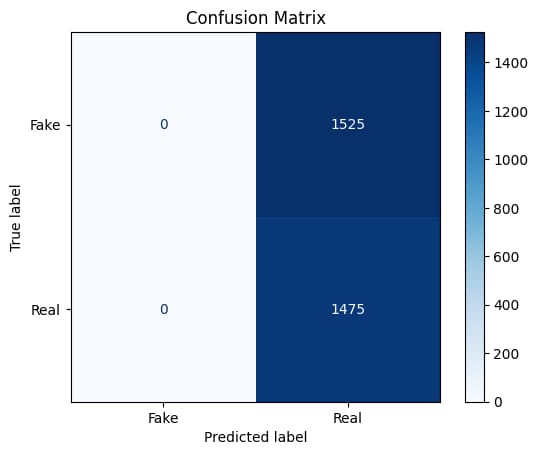 Confusion Matrix
Fake
0
1525
Real
0
1475
True label
Fake
Real
Predicted label
1400
1200
1000
800
600
400
200
0